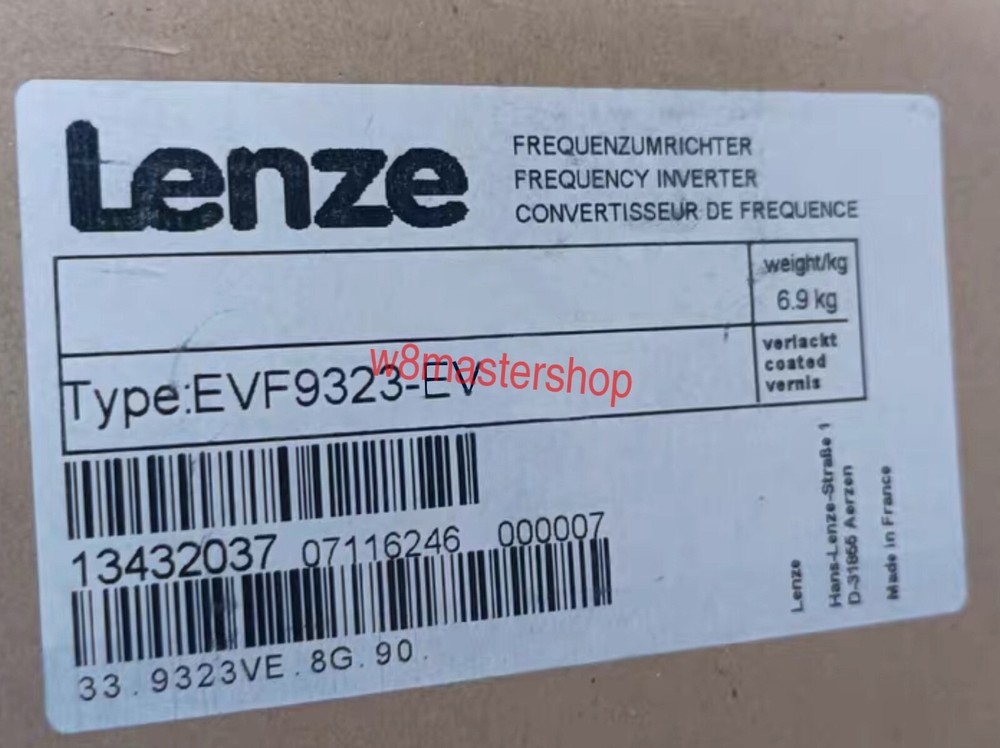 Lenze
FREQUENZUMRICHTER
FREQUENCY INVERTER
CONVERTISSEUR DE FREQUENCE
weight/kg
6.9 kg
Type:EVF9323-EV
verlackt
coated
vernis
w8mastershop
13432037 07116246 000007
33.9323VE.8G.90.
Lenze
Hans-Lenze-Straße 1
D-31855 Aerzen
Made in France